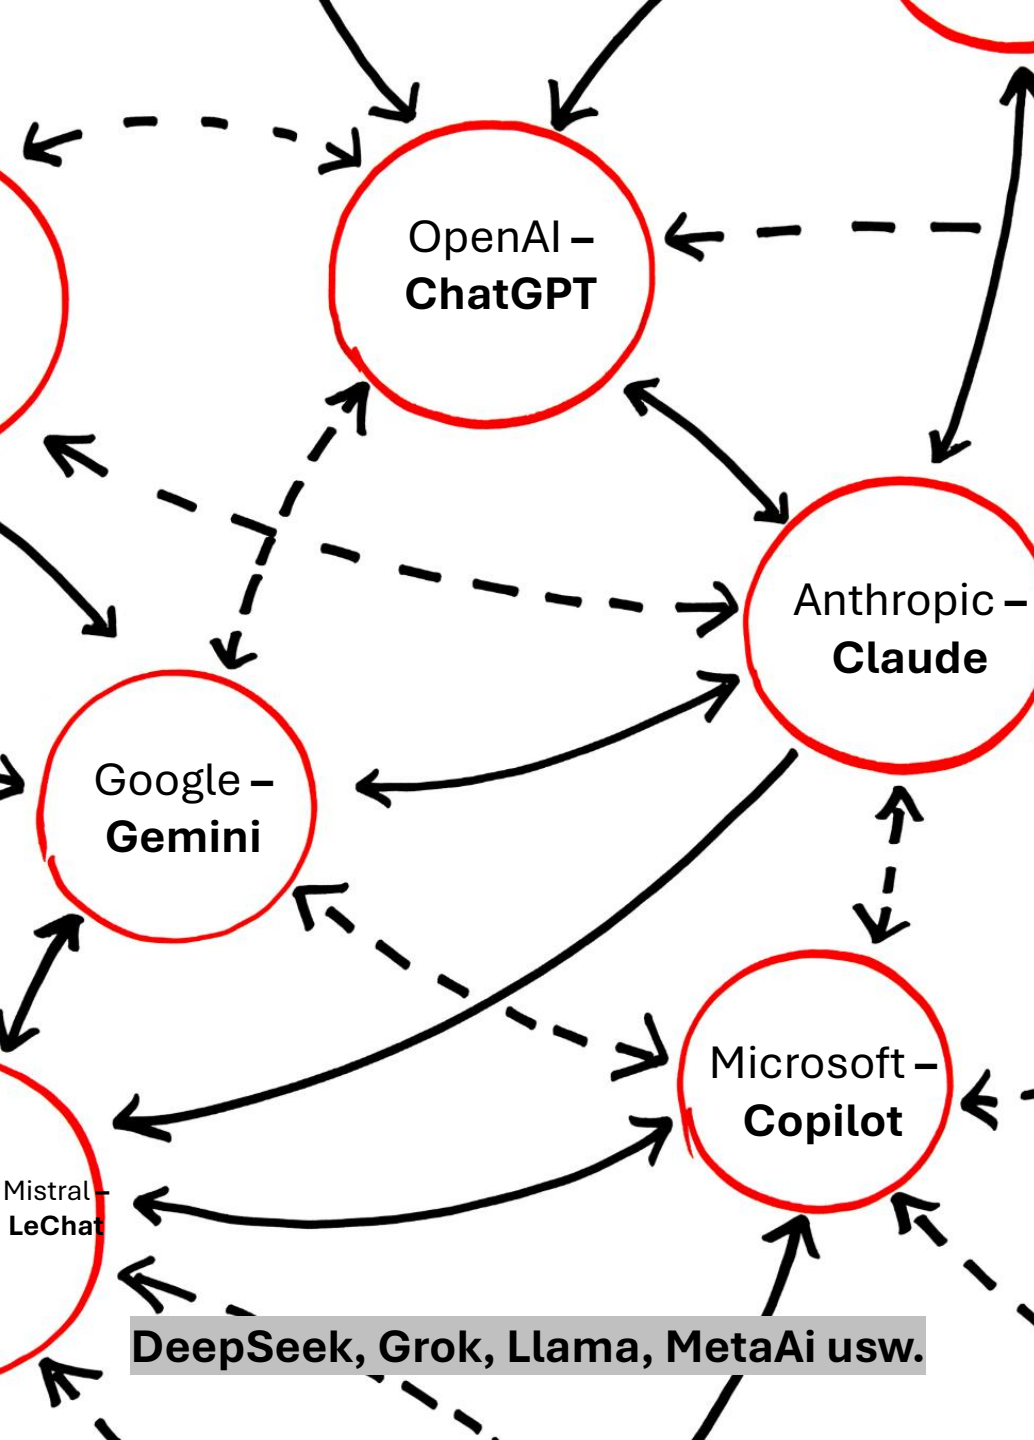 OpenAI –
ChatGPT
Anthropic –
Claude
Google –
Gemini
Microsoft –
Copilot
Mistral –
LeChat
DeepSeek, Grok, Llama, MetaAi usw.